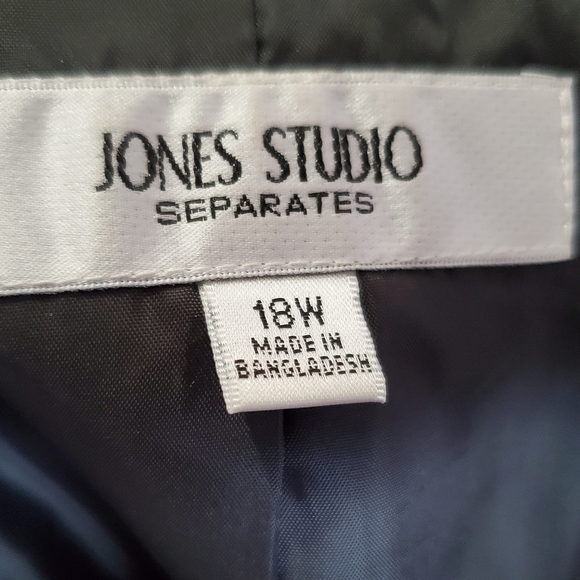 JONES STUDIO
SEPARATES
18W
MADE IN
BANGLADESH